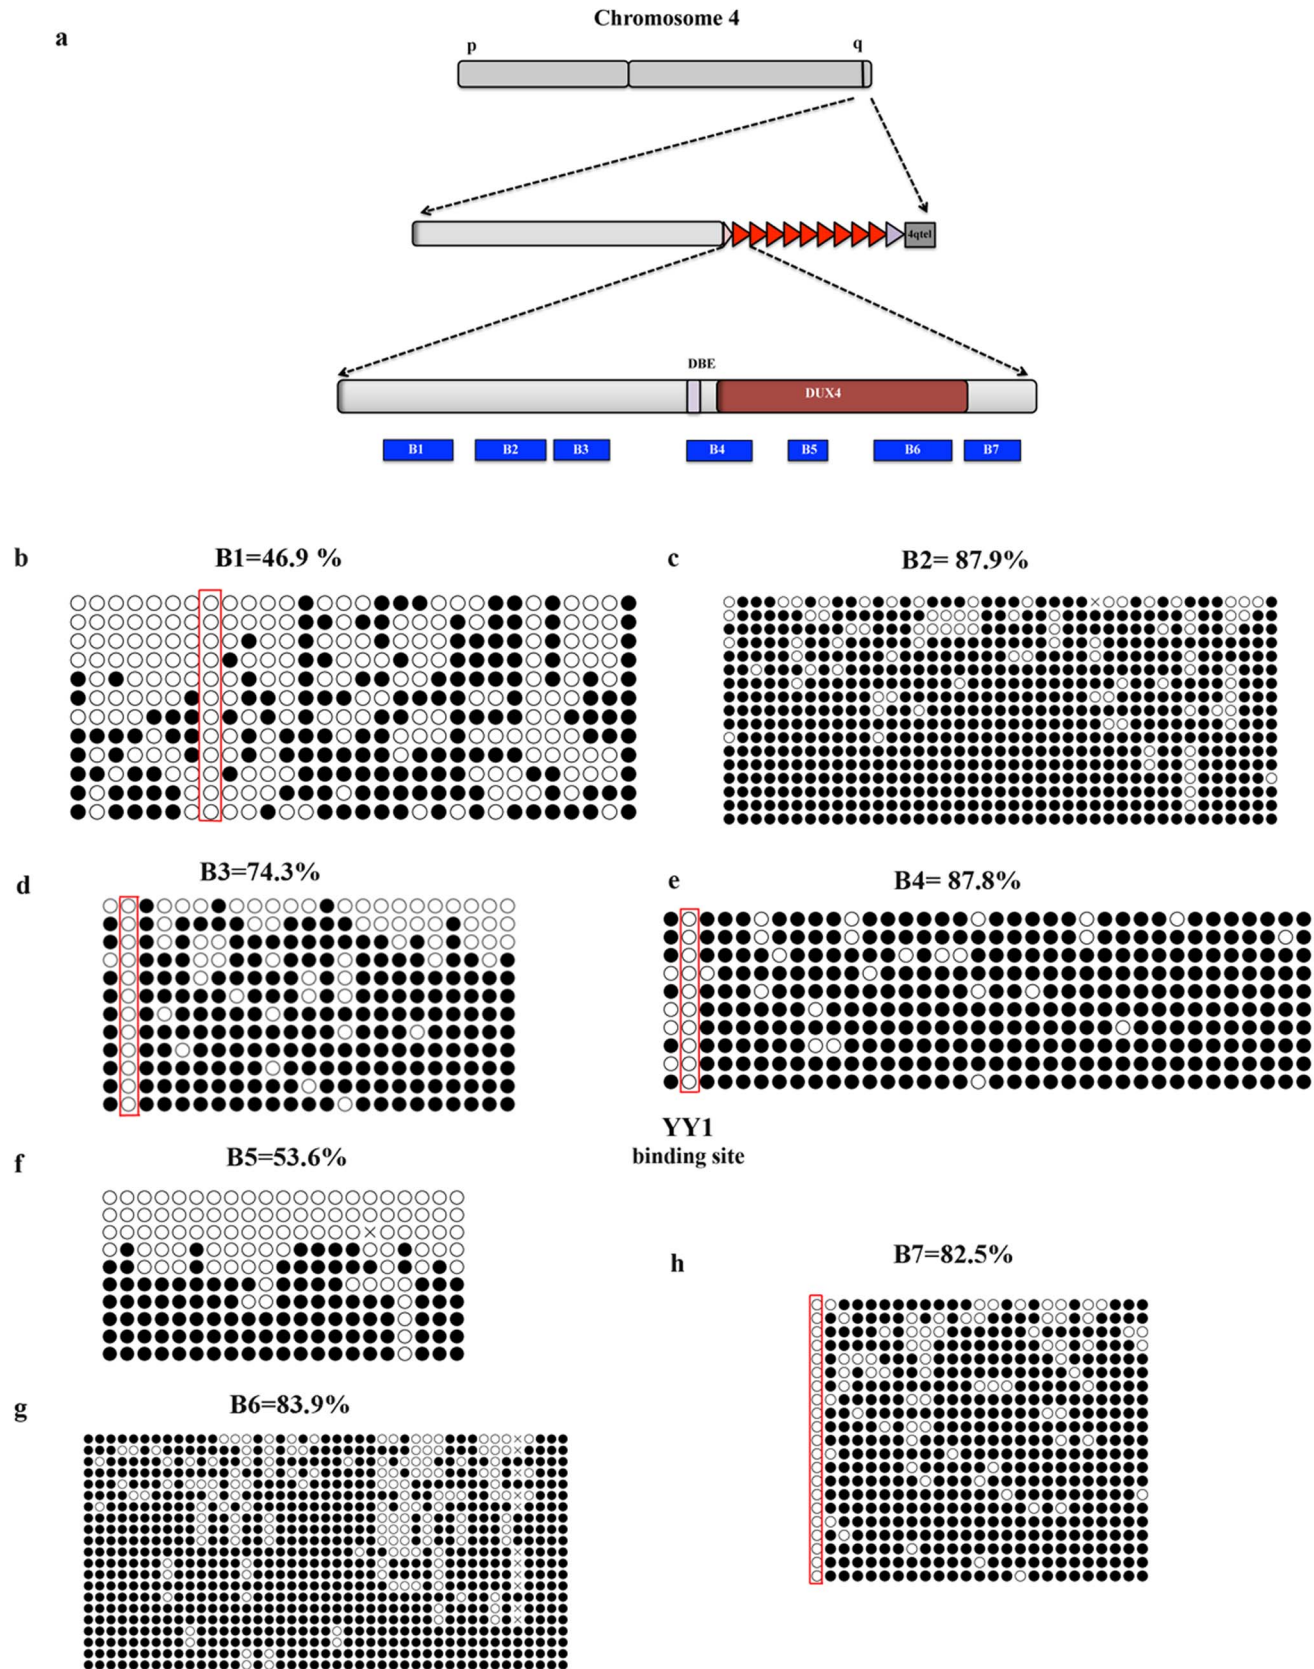 Chromosome 4
a
p
q
4qtel
DBE
DUX4
B1
B2
B3
B4
B5
B6
B7
b
B1=46.9 %
c
B2= 87.9%
d
B3=74.3%
e
B4= 87.8%
YY1
binding site
f
B5=53.6%
h
B7=82.5%
g
B6=83.9%